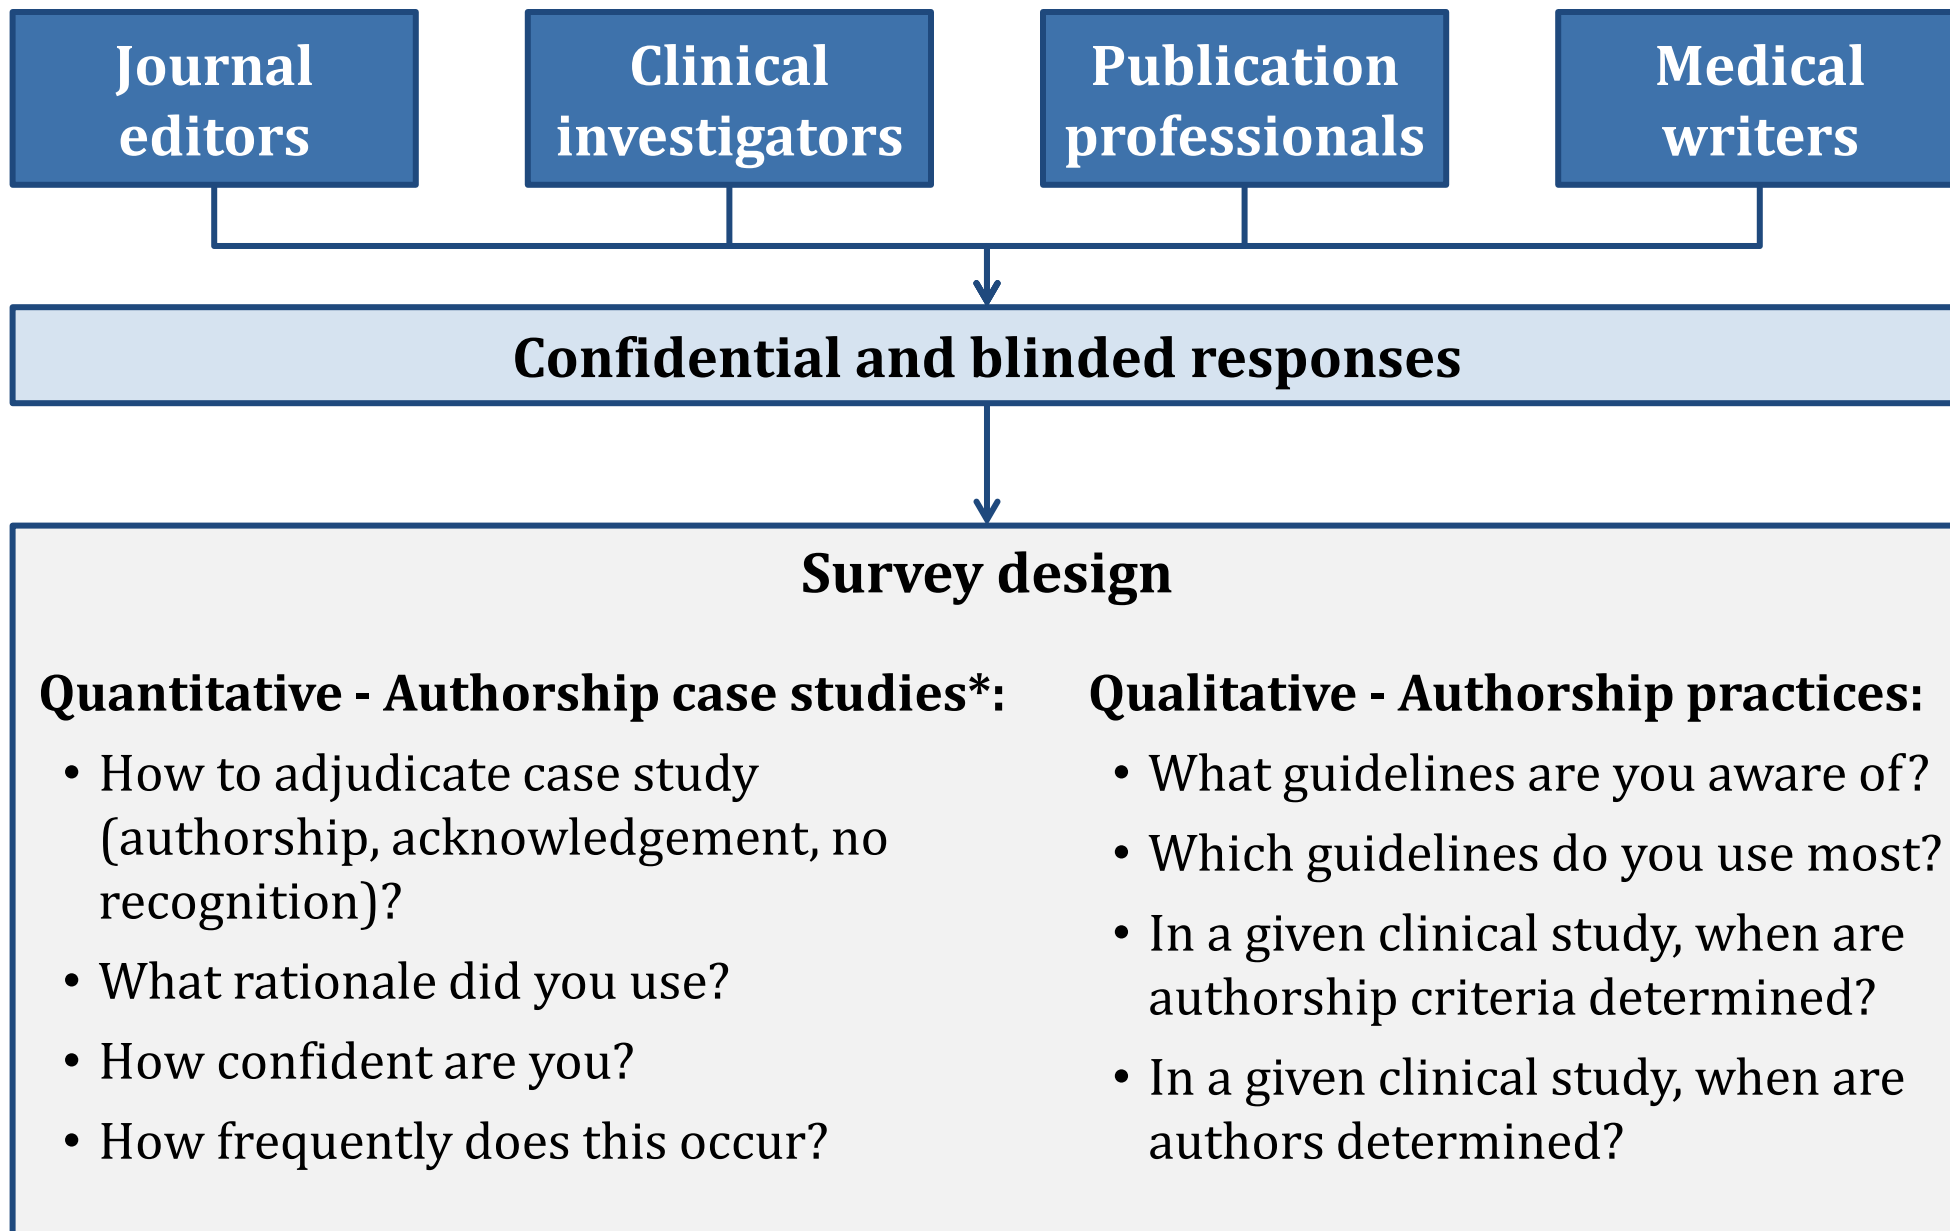 Journal
editors
Clinical
investigators
Publication
professionals
Medical
writers
Confidential and blinded responses
Survey design
Quantitative - Authorship case studies*:
• How to adjudicate case study
(authorship, acknowledgement, no
recognition)?
• What rationale did you use?
• How confident are you?
• How frequently does this occur?
Qualitative - Authorship practices:
• What guidelines are you aware of?
• Which guidelines do you use most?
• In a given clinical study, when are
authorship criteria determined?
• In a given clinical study, when are
authors determined?